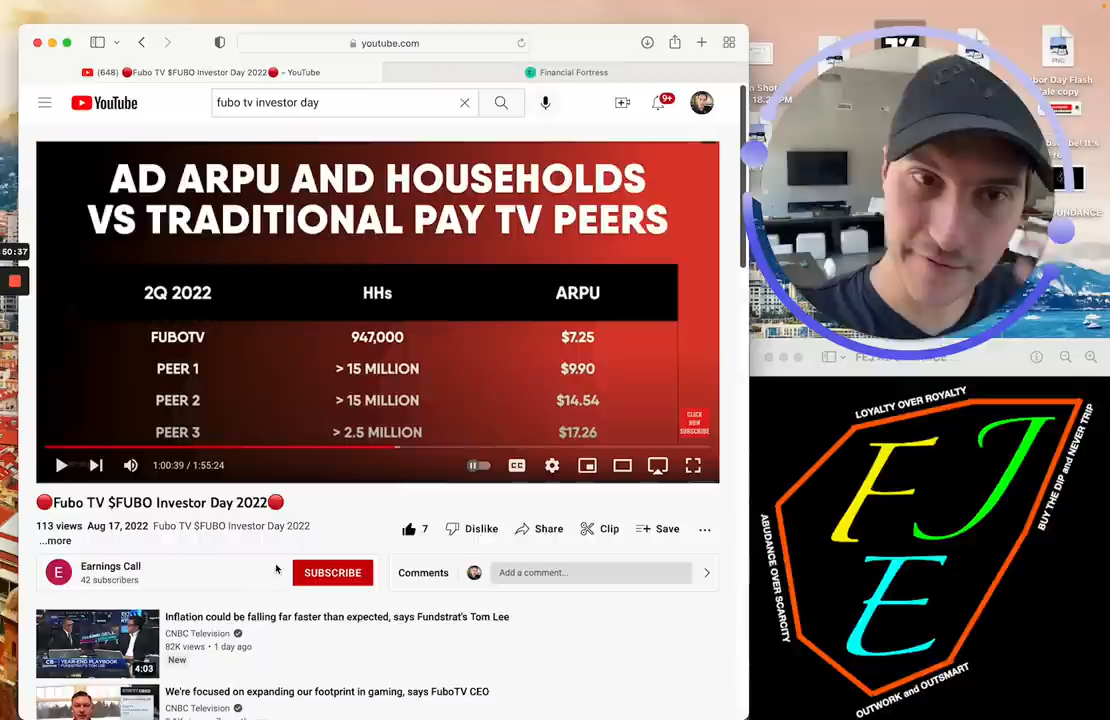 youtube.com
(648) 🔴Fubo TV $FUBO Investor Day 2022🔴 - YouTube
Financial Fortress
YouTube
fubo tv investor day
9+
AD ARPU AND HOUSEHOLDS
VS TRADITIONAL PAY TV PEERS
2Q 2022 HHs ARPU
FUBOTV 947,000 $7.25
PEER 1 > 15 MILLION $9.90
PEER 2 > 15 MILLION $14.54
PEER 3 > 2.5 MILLION $17.26
CLICK
NOW
SUBSCRIBE
50:37
1:00:39 / 1:55:24
CC
🔴Fubo TV $FUBO Investor Day 2022🔴
113 views Aug 17, 2022 Fubo TV $FUBO Investor Day 2022
...more
7 Dislike Share Clip Save
E
Earnings Call
42 subscribers
SUBSCRIBE
Comments Add a comment...
Inflation could be falling far faster than expected, says Fundstrat's Tom Lee
CNBC Television
82K views • 1 day ago
New
YEAR-END PLAYBOOK
4:03
We're focused on expanding our footprint in gaming, says FuboTV CEO
CNBC Television
PNG
LOYALTY OVER ROYALTY
BUY THE DIP and NEVER TRIP
ABUDANCE OVER SCARCITY
OUTWORK and OUTSMART
F J
E